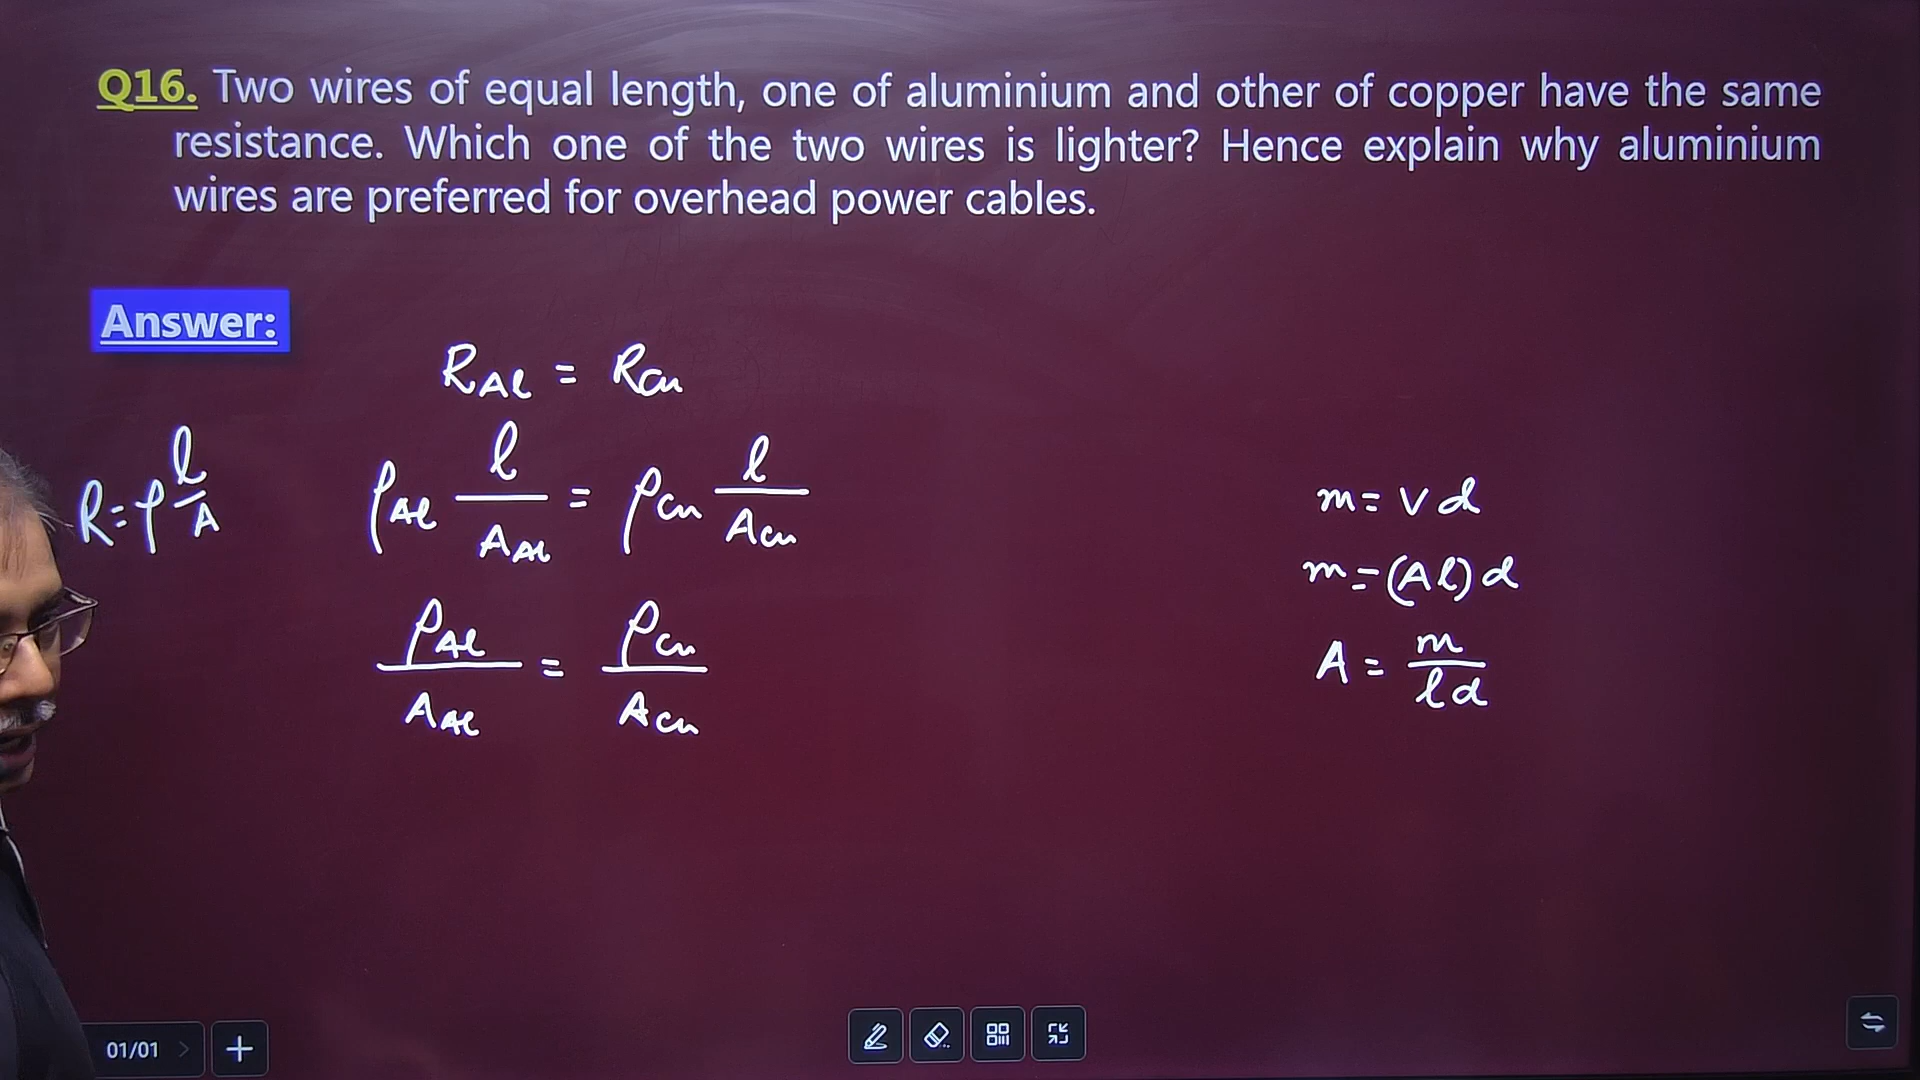 Q16. Two wires of equal length, one of aluminium and other of copper have the same
resistance. Which one of the two wires is lighter? Hence explain why aluminium
wires are preferred for overhead power cables.
Answer:
R_Al = R_Cu
R = ρ l/A
ρ_Al l/A_Al = ρ_Cu l/A_Cu
ρ_Al/A_Al = ρ_Cu/A_Cu
m = V d
m = (Al) d
A = m/ld
01/01